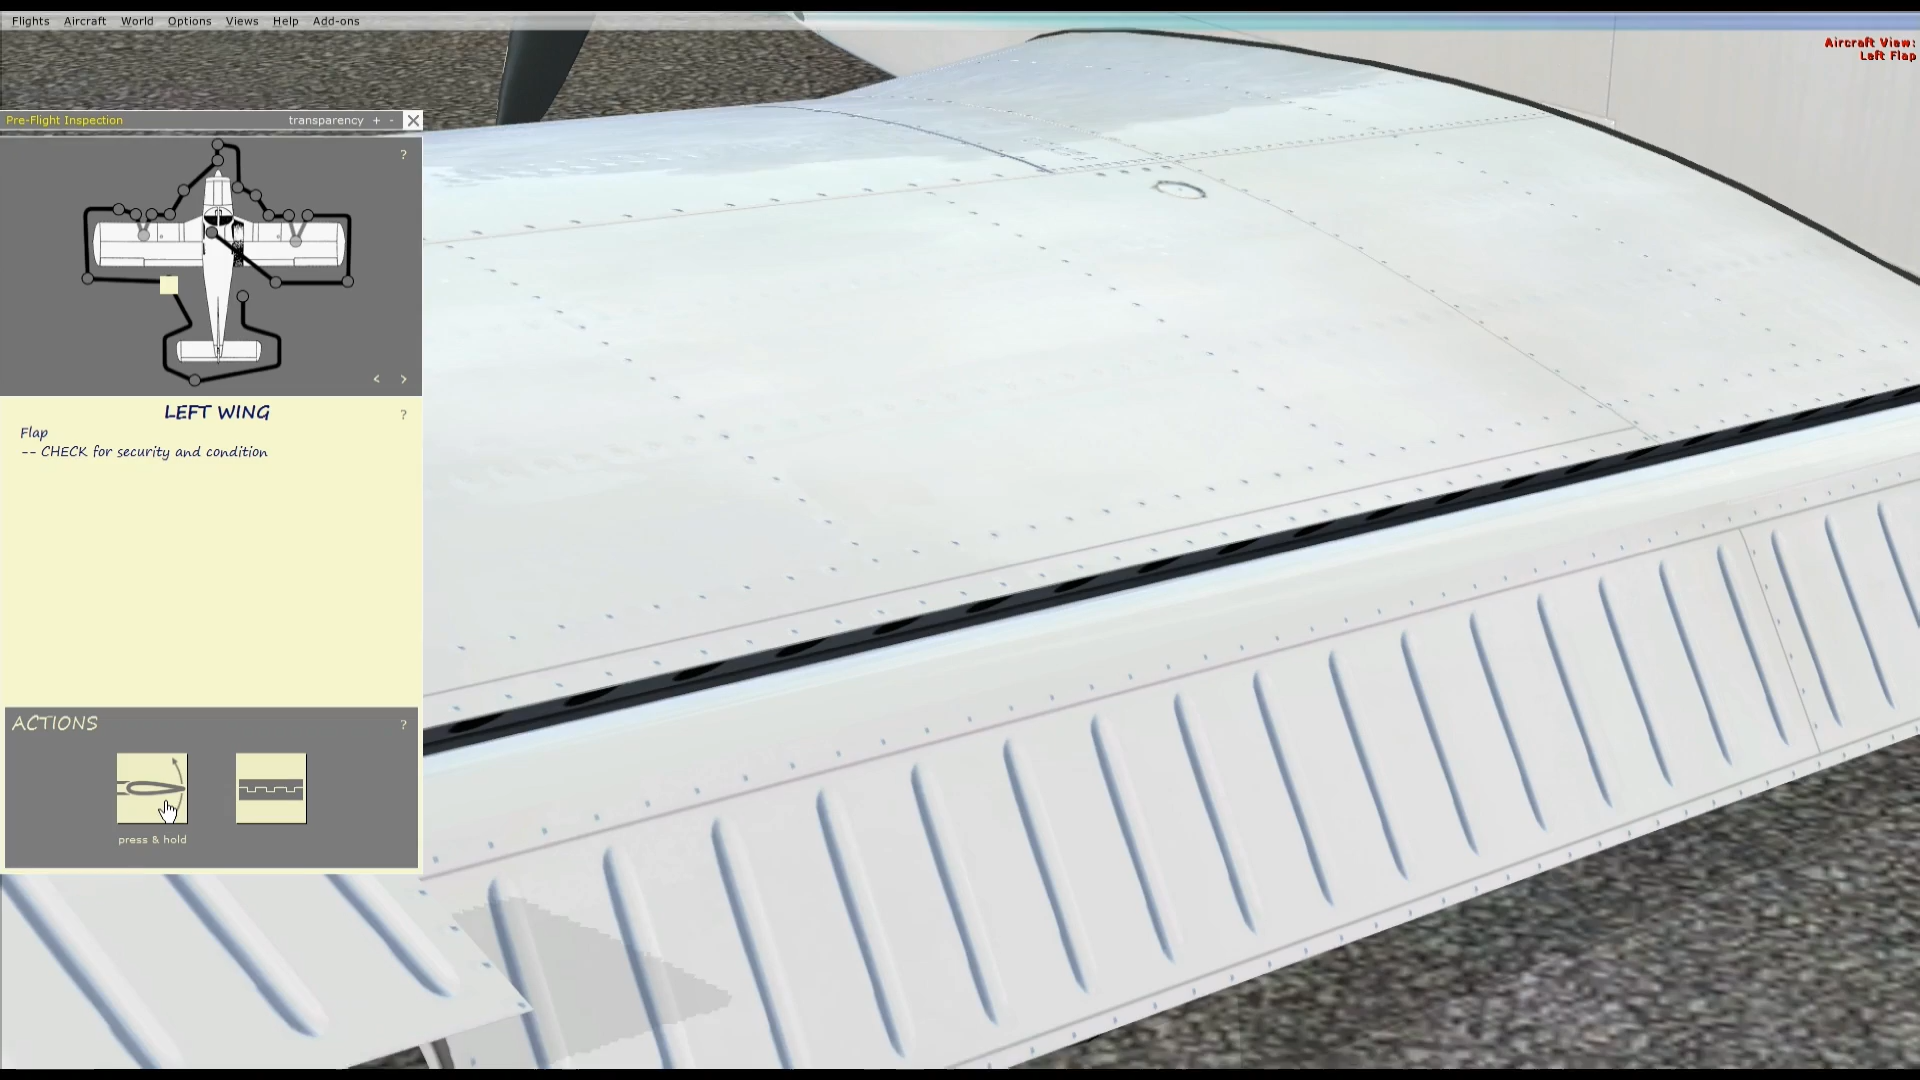 Flights Aircraft World Options Views Help Add-ons
Aircraft View:
Left Flap
Pre-Flight Inspection transparency + - 
?
< >
LEFT WING ?
Flap
-- CHECK for security and condition
ACTIONS ?
press & hold